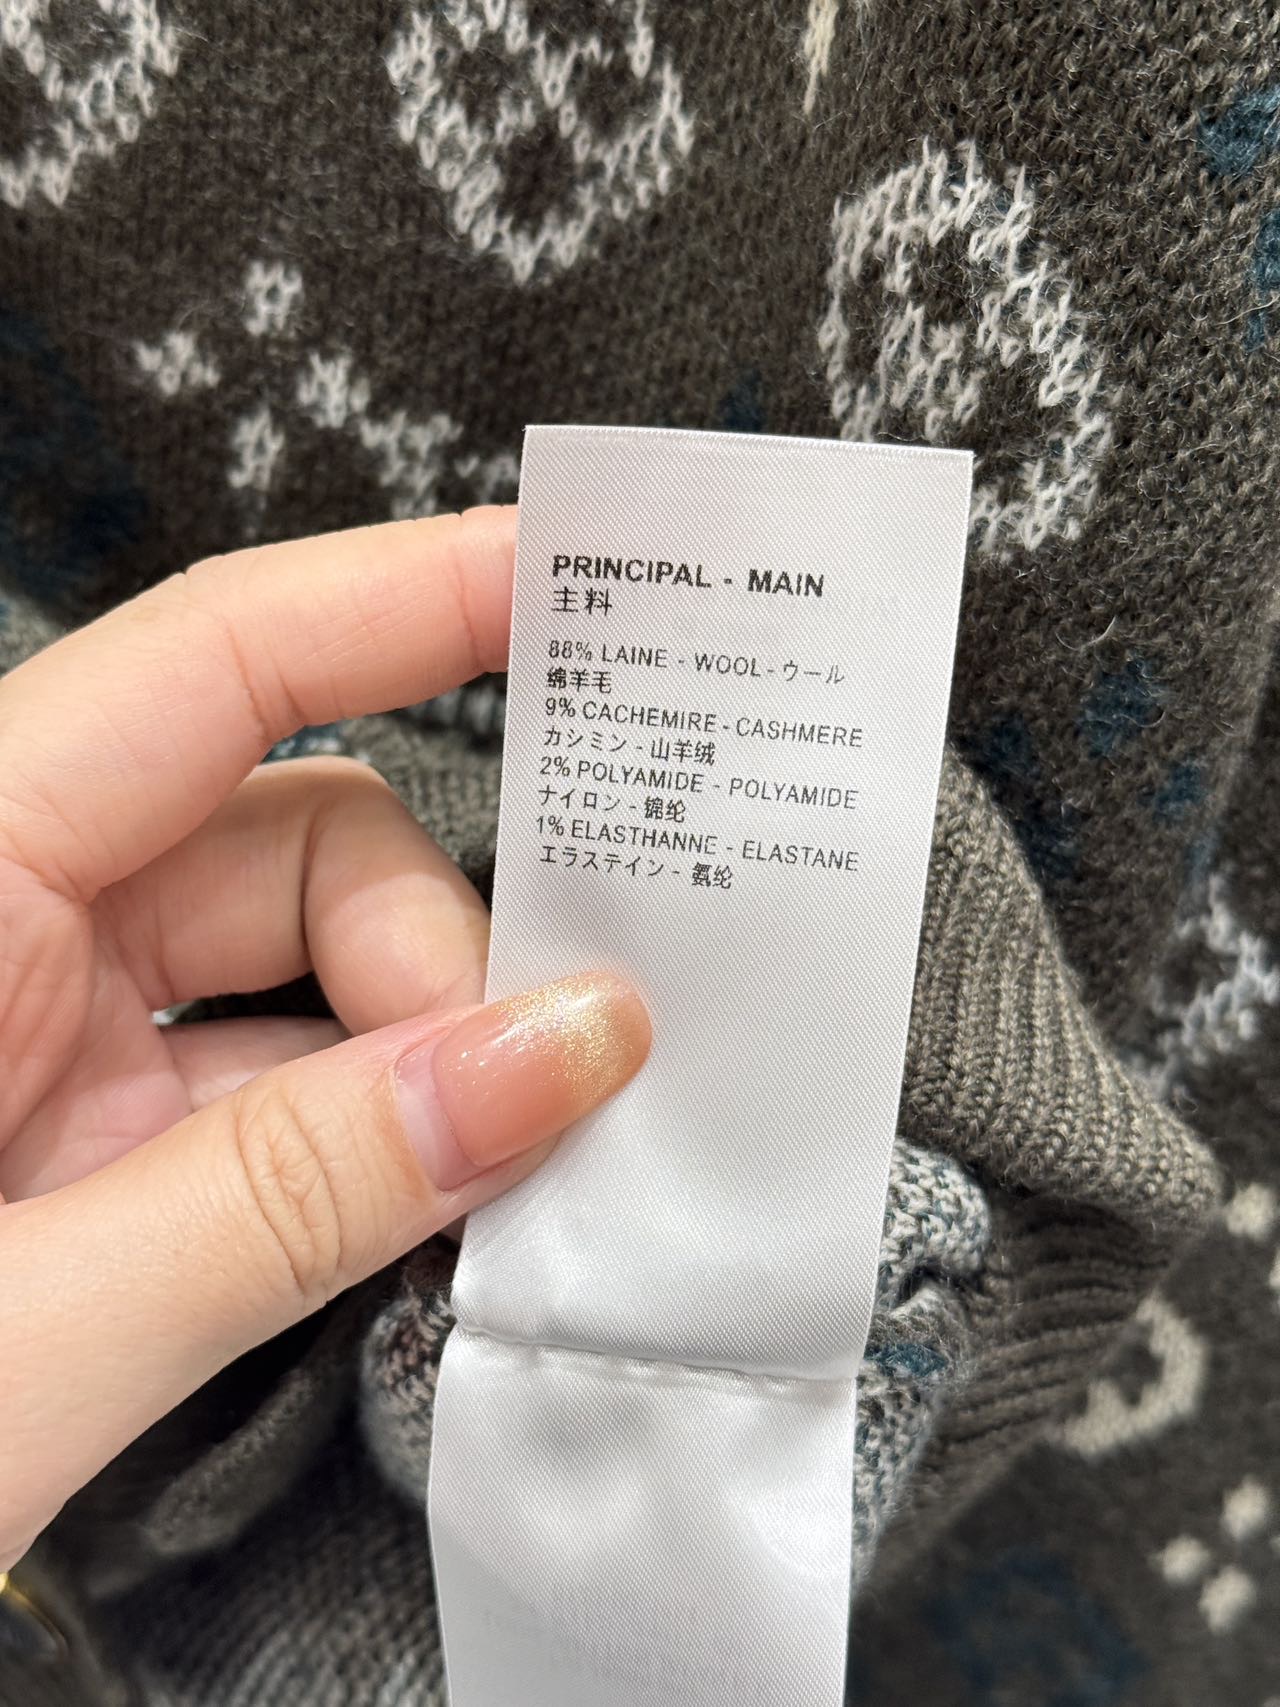 PRINCIPAL - MAIN
主料
88% LAINE - WOOL - ウール
绵羊毛
9% CACHEMIRE - CASHMERE
カシミン - 山羊绒
2% POLYAMIDE - POLYAMIDE
ナイロン - 锦纶
1% ELASTHANNE - ELASTANE
エラステイン - 氨纶